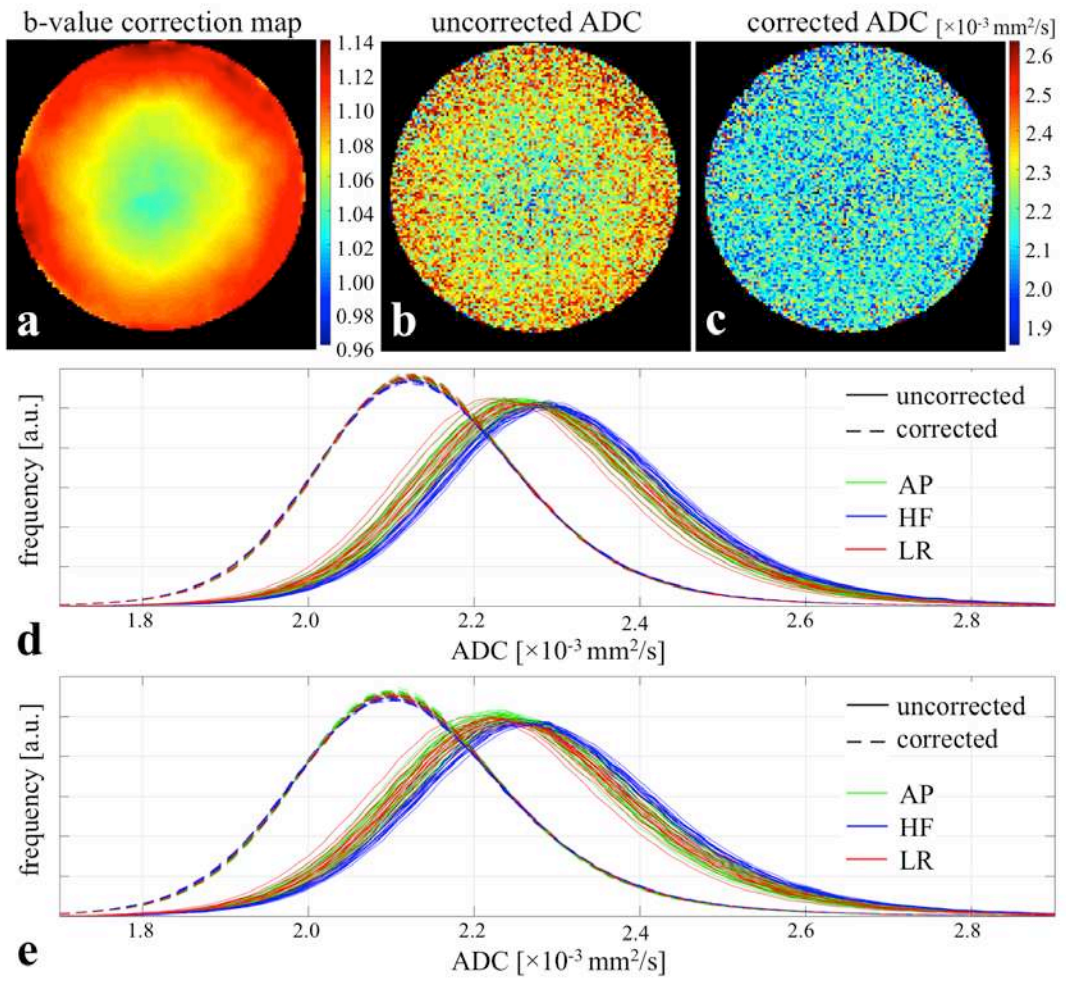 b-value correction map
uncorrected ADC
corrected ADC [×10⁻³ mm²/s]
1.14
1.12
1.10
1.08
1.06
1.04
1.02
1.00
0.98
0.96
2.6
2.5
2.4
2.3
2.2
2.1
2.0
1.9
a
b
c
frequency [a.u.]
uncorrected
corrected
AP
HF
LR
1.8 2.0 2.2 2.4 2.6 2.8
ADC [×10⁻³ mm²/s]
d
frequency [a.u.]
uncorrected
corrected
AP
HF
LR
1.8 2.0 2.2 2.4 2.6 2.8
ADC [×10⁻³ mm²/s]
e